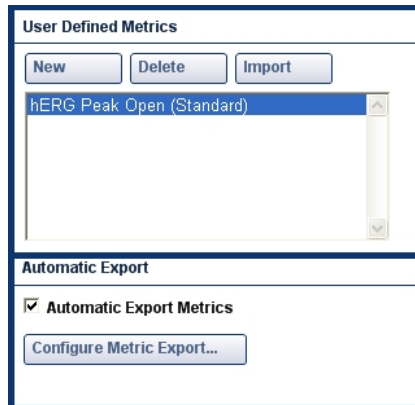 User Defined Metrics
New Delete Import
hERG Peak Open (Standard)
Automatic Export
Automatic Export Metrics
Configure Metric Export...